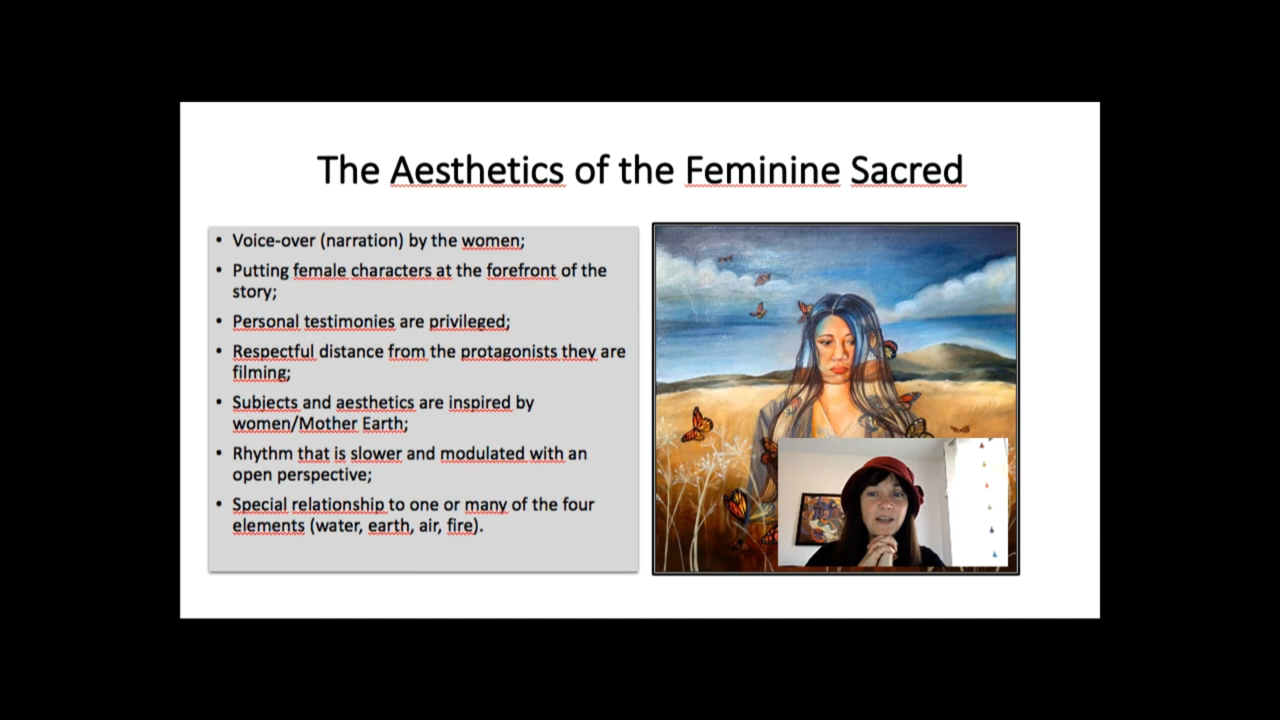 The Aesthetics of the Feminine Sacred
• Voice-over (narration) by the women;
• Putting female characters at the forefront of the
story;
• Personal testimonies are privileged;
• Respectful distance from the protagonists they are
filming;
• Subjects and aesthetics are inspired by
women/Mother Earth;
• Rhythm that is slower and modulated with an
open perspective;
• Special relationship to one or many of the four
elements (water, earth, air, fire).